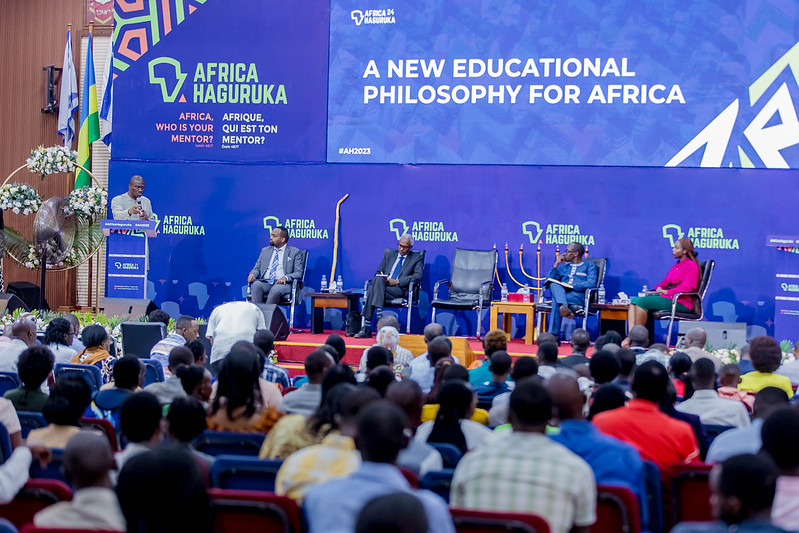 AFRICA 24
HAGURUKA
AFRICA
HAGURUKA
AFRICA,
WHO IS YOUR
MENTOR?
AFRIQUE,
QUI EST TON
MENTOR?
A NEW EDUCATIONAL
PHILOSOPHY FOR AFRICA
#AH2023
AFRICA
HAGURUKA
AFRICA
HAGURUKA
AFRICA
HAGURUKA
AFRICA
HAGURUKA
AFRICA
HAGURUKA
AFRICA
HAGURUKA